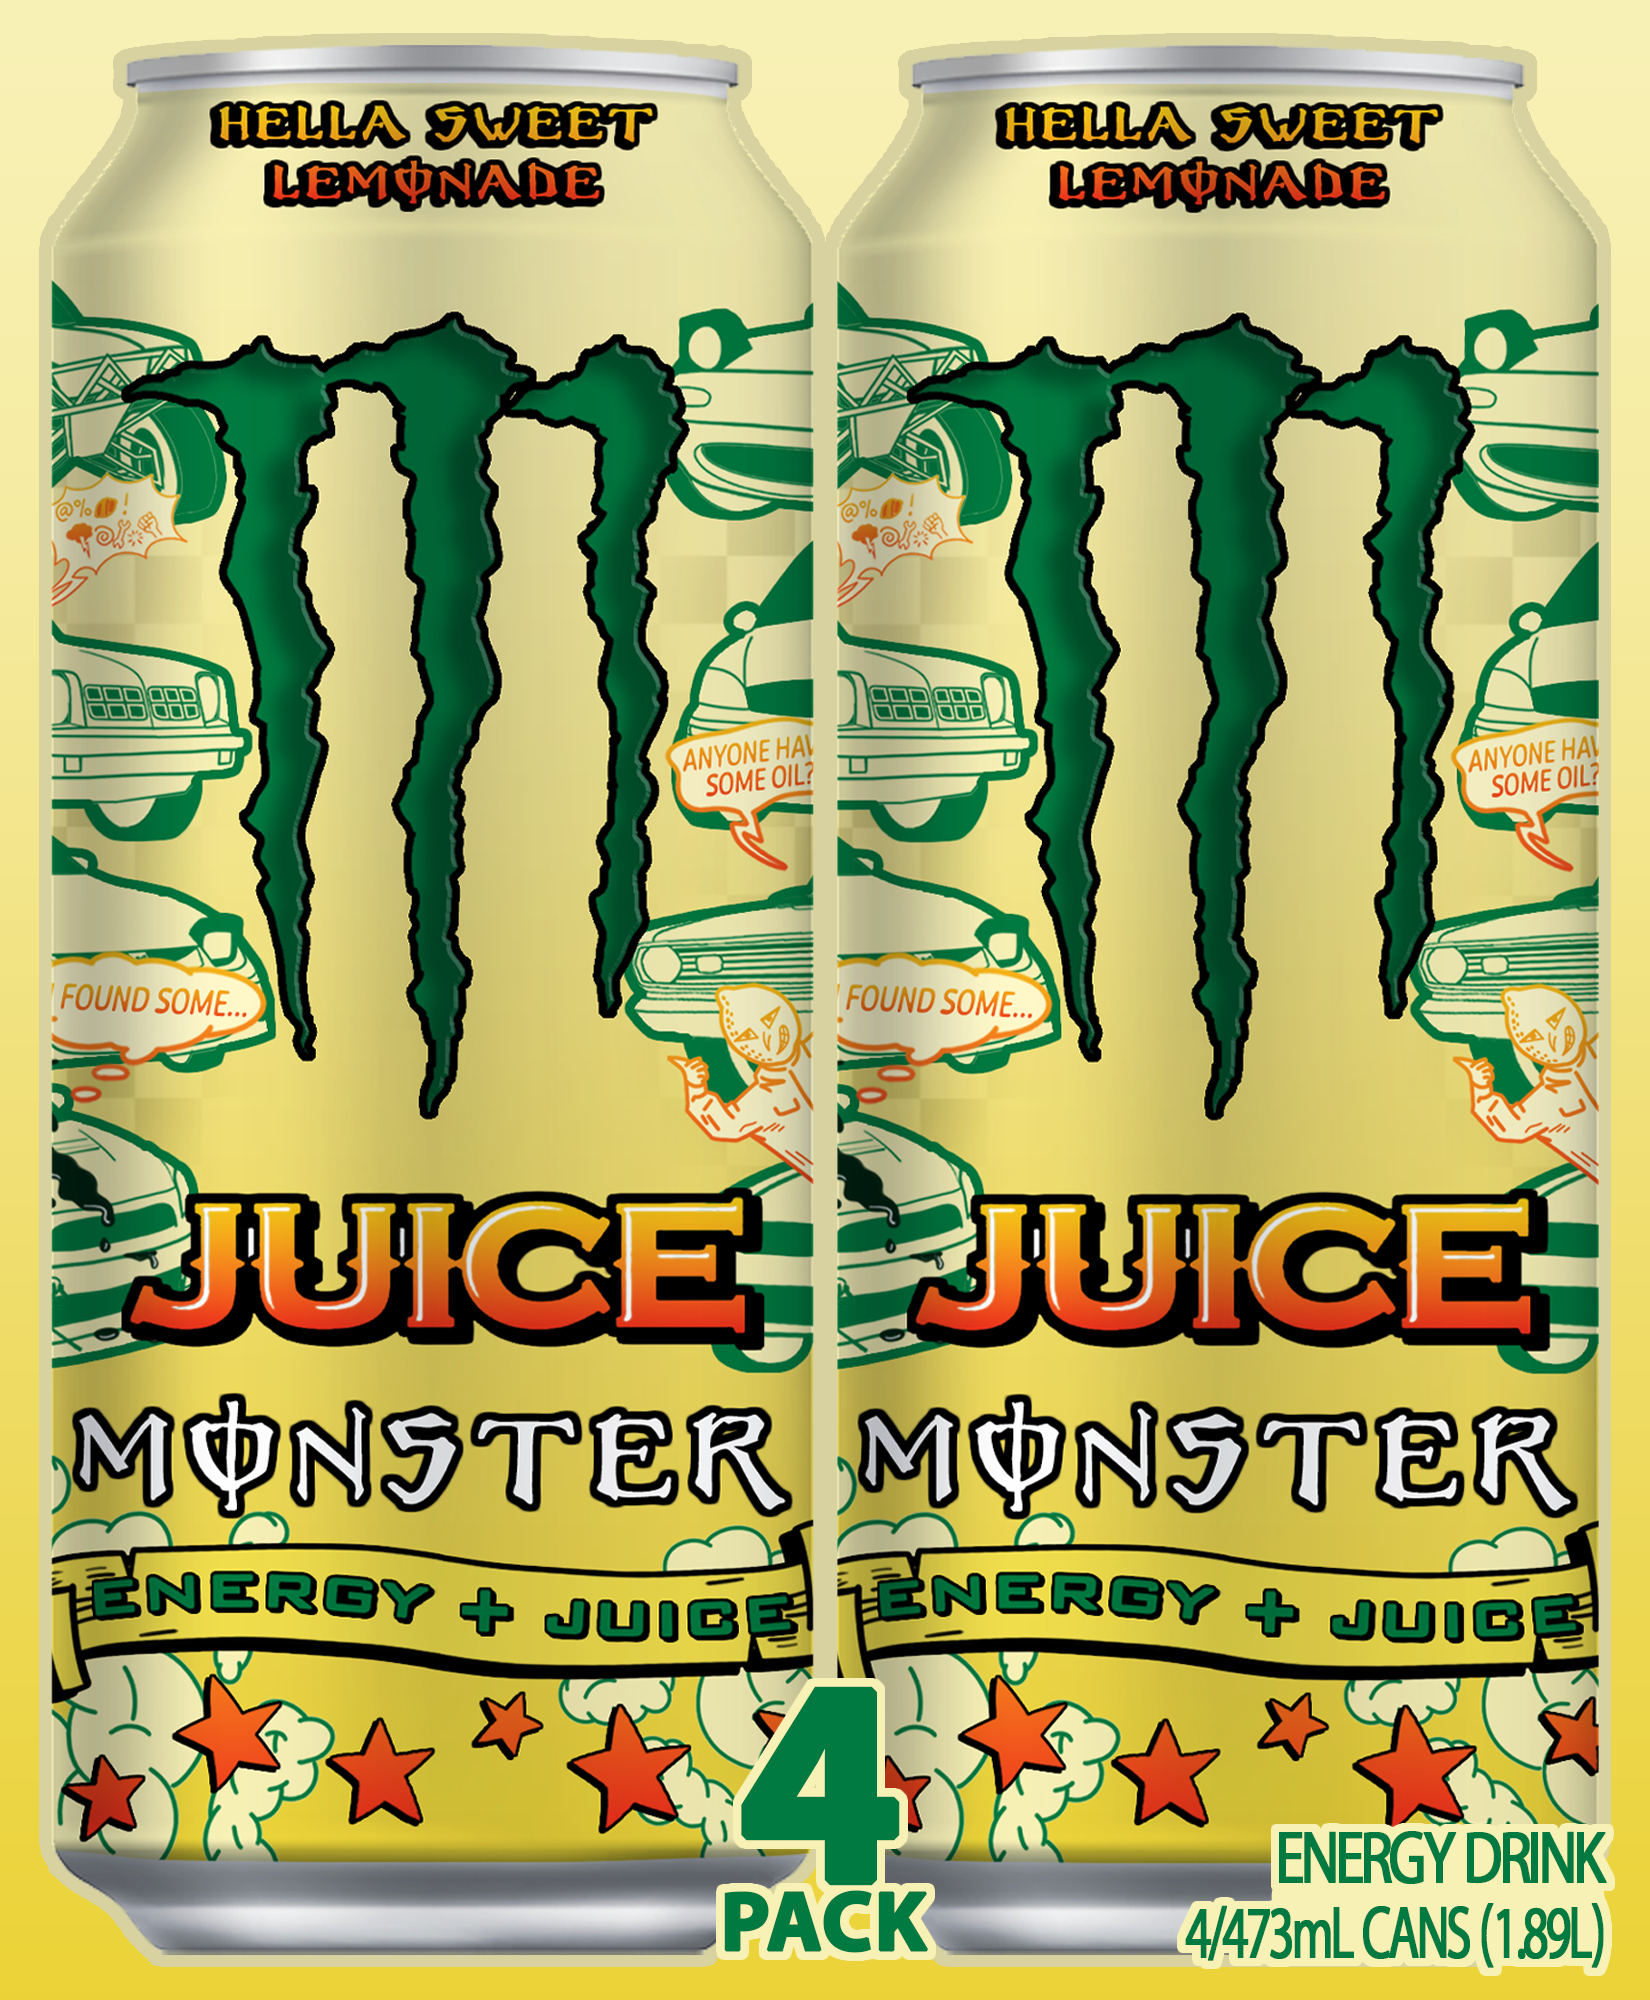 HELLA SWEET
LEMONADE
@%!
ANYONE HAV
SOME OIL?
FOUND SOME...
JUICE
MONSTER
ENERGY + JUICE
HELLA SWEET
LEMONADE
@%!
ANYONE HAV
SOME OIL?
FOUND SOME...
JUICE
MONSTER
ENERGY + JUICE
4
PACK
ENERGY DRINK
4/473mL CANS (1.89L)